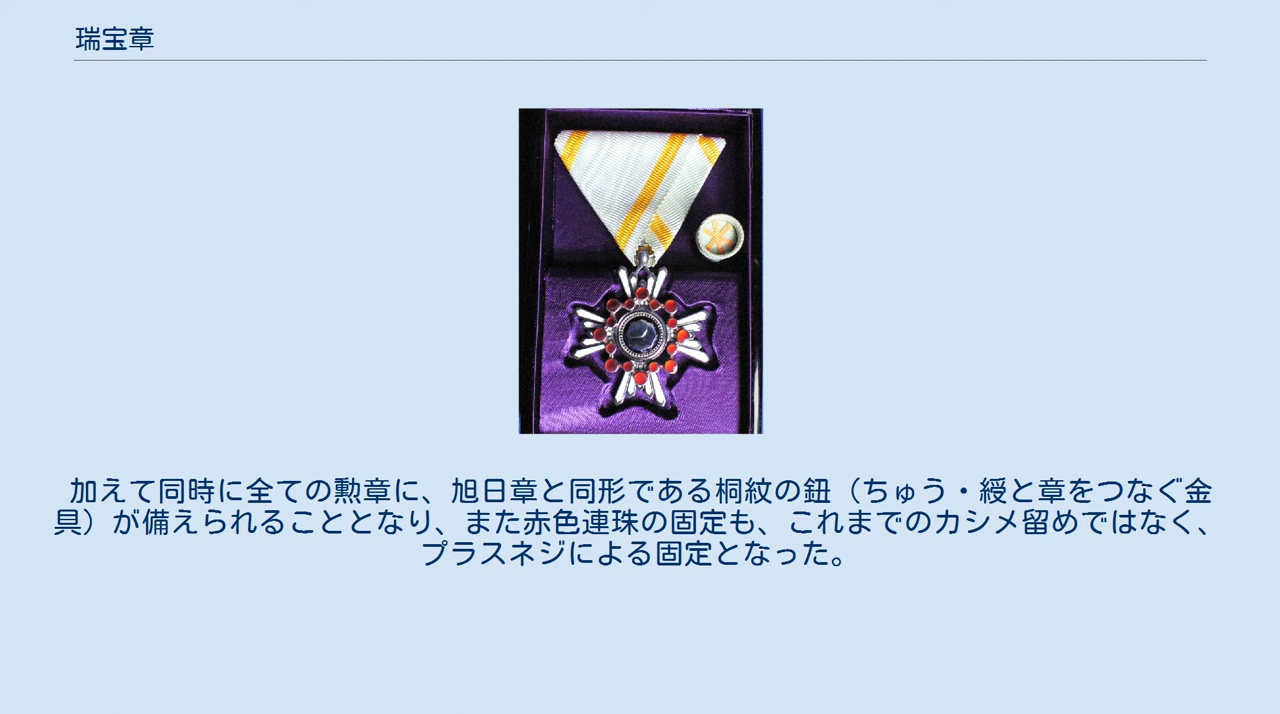 瑞宝章
加えて同時に全ての勲章に、旭日章と同形である桐紋の鈕（ちゅう・綬と章をつなぐ金
具）が備えられることとなり、また赤色連珠の固定も、これまでのカシメ留めではなく、
プラスネジによる固定となった。